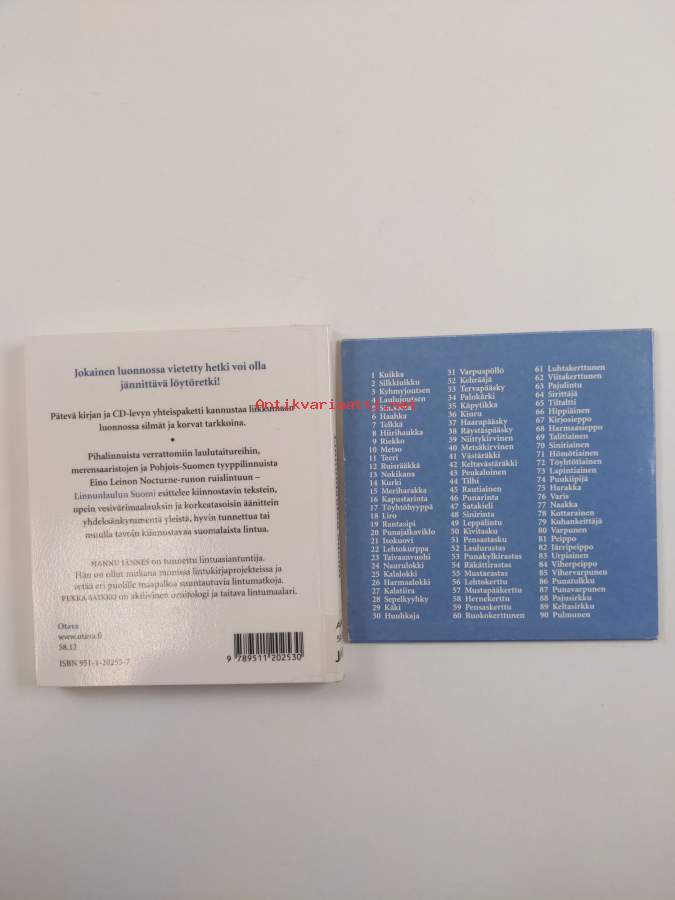 Jokainen luonnossa vietetty hetki voi olla
jännittävä löytöretki!
Pätevä kirjan ja CD-levyn yhteispaketti kannustaa liikkumaan
luonnossa silmät ja korvat tarkkoina.
•
Pihalinnuista verrattomiin laulutaitureihin,
merensaaristojen ja Pohjois-Suomen tyyppilinnuista
Eino Leinon Nocturne-runon ruislintuun –
Linnunlaulun Suomi esittelee kiinnostavin tekstein,
upein vesivärimaalauksin ja korkeatasoisin äänittein
yhdeksänkymmentä yleistä, hyvin tunnettua tai
muulla tavoin kiinnostavaa suomalaista lintua.
HANNU JÄNNES on tunnettu lintuasiantuntija.
Hän on ollut mukana monissa lintukirjaprojekteissa ja
vetää eri puolille maapalloa suuntautuvia lintumatkoja.
PEKKA SAIKKO on aktiivinen ornitologi ja taitava lintumaalari.
Otava
www.otava.fi
58.12
ISBN 951-1-20253-7
9 789511 202530
Antikvariaatti.net
1 Kuikka
2 Silkkiuikku
3 Kyhmyjoutsen
4 Laulujoutsen
6 Haahka
7 Telkkä
8 Hiirihaukka
9 Riekko
10 Metso
11 Teeri
12 Ruisrääkkä
13 Nokikana
14 Kurki
15 Meriharakka
16 Kapustarinta
17 Töyhtöhyyppä
18 Liro
19 Rantasipi
20 Punajalkaviklo
21 Isokuovi
22 Lehtokurppa
23 Taivaanvuohi
24 Naurulokki
25 Kalalokki
26 Harmaalokki
27 Kalatiira
28 Sepelkyyhky
29 Käki
30 Huuhkaja
31 Varpuspöllö
32 Kehrääjä
33 Tervapääsky
34 Palokärki
35 Käpytikka
36 Kiuru
37 Haarapääsky
38 Räystäspääsky
39 Niittykirvinen
40 Metsäkirvinen
41 Västäräkki
42 Keltavästäräkki
43 Peukaloinen
44 Tilhi
45 Rautiainen
46 Punarinta
47 Satakieli
48 Sinirinta
49 Leppälintu
50 Kivitasku
51 Pensastasku
52 Laulurastas
53 Punakylkirastas
54 Räkättirastas
55 Mustarastas
56 Lehtokerttu
57 Mustapääkerttu
58 Hernekerttu
59 Pensaskerttu
60 Ruokokerttunen
61 Luhtakerttunen
62 Viitakerttunen
63 Pajulintu
64 Sirittäjä
65 Tiltaltti
66 Hippiäinen
67 Kirjosieppo
68 Harmaasieppo
69 Talitiainen
70 Sinitiainen
71 Hömötiainen
72 Töyhtötiainen
73 Lapintiainen
74 Puukiipijä
75 Harakka
76 Varis
77 Naakka
78 Kottarainen
79 Kuhankeittäjä
80 Varpunen
81 Peippo
82 Järripeippo
83 Urpiainen
84 Viherpeippo
85 Vihervarpunen
86 Punatulkku
87 Punavarpunen
88 Pajusirkku
89 Keltasirkku
90 Pulmunen